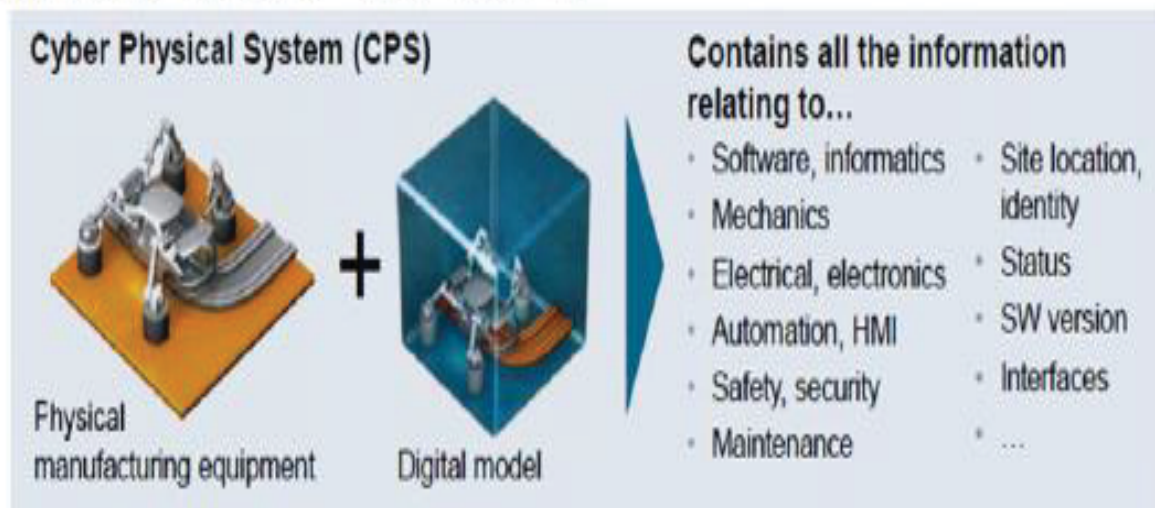 Cyber Physical System (CPS)
Fhysical
manufacturing equipment
+
Digital model
Contains all the information
relating to...
• Software, informatics
• Mechanics
• Electrical, electronics
• Automation, HMI
• Safety, security
• Maintenance
• Site location,
identity
• Status
• SW version
• Interfaces
• ...